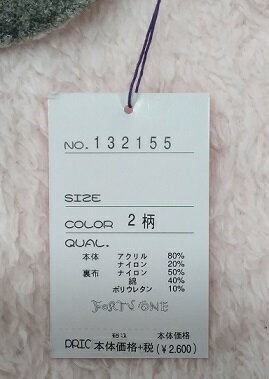 NO. 132155
SIZE
COLOR 2柄
QUAL.
本体 アクリル 80%
ナイロン 20%
裏布 ナイロン 50%
綿 40%
ポリウレタン 10%
FORTY ONE
本体価格
PRIC 本体価格+税 (¥2,600)